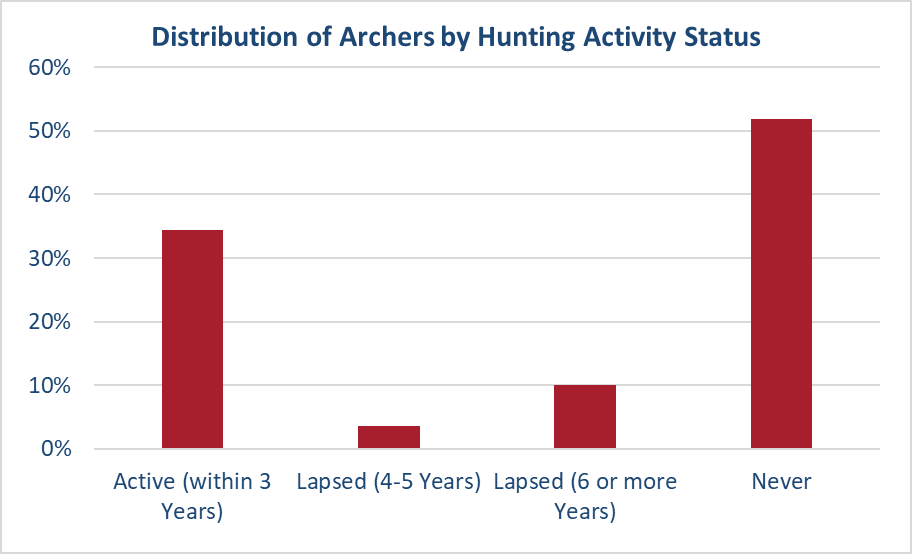 Distribution of Archers by Hunting Activity Status
60%
50%
40%
30%
20%
10%
0%
Active (within 3
Years)
Lapsed (4-5 Years)
Lapsed (6 or more
Years)
Never